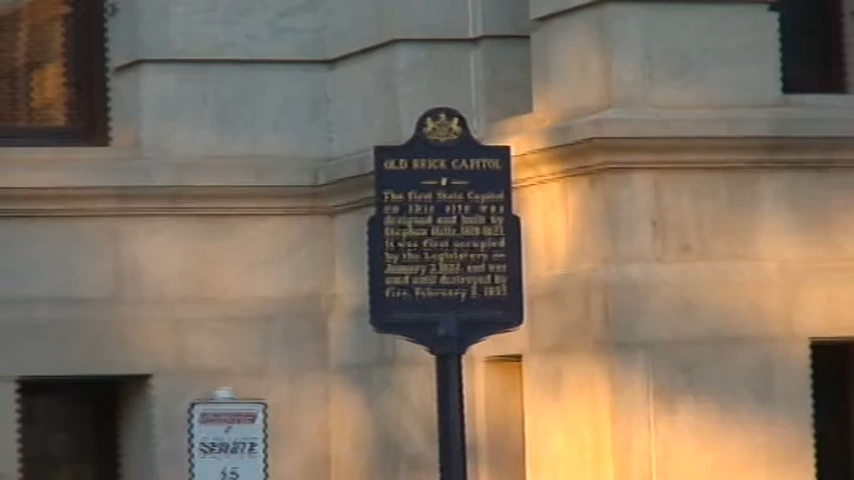 OLD BRICK CAPITOL
The first State Capitol
on this site was
designed and built by
Stephen Hills, 1819-1821.
It was first occupied
by the Legislature on
January 2, 1822, and was
used until destroyed by
fire, February 2, 1897.
SENATE
45